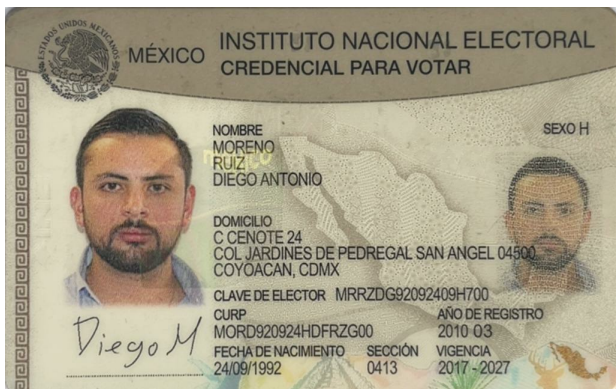 ESTADOS UNIDOS MEXICANOS
MÉXICO
INSTITUTO NACIONAL ELECTORAL
CREDENCIAL PARA VOTAR
NOMBRE
SEXO H
MORENO
RUIZ
DIEGO ANTONIO
DOMICILIO
C CENOTE 24
COL JARDINES DE PEDREGAL SAN ANGEL 04500
COYOACAN, CDMX
CLAVE DE ELECTOR MRRZDG92092409H700
CURP
AÑO DE REGISTRO
MORD920924HDFRZG00
2010 03
FECHA DE NACIMIENTO SECCIÓN VIGENCIA
24/09/1992 0413 2017 - 2027
Diego M